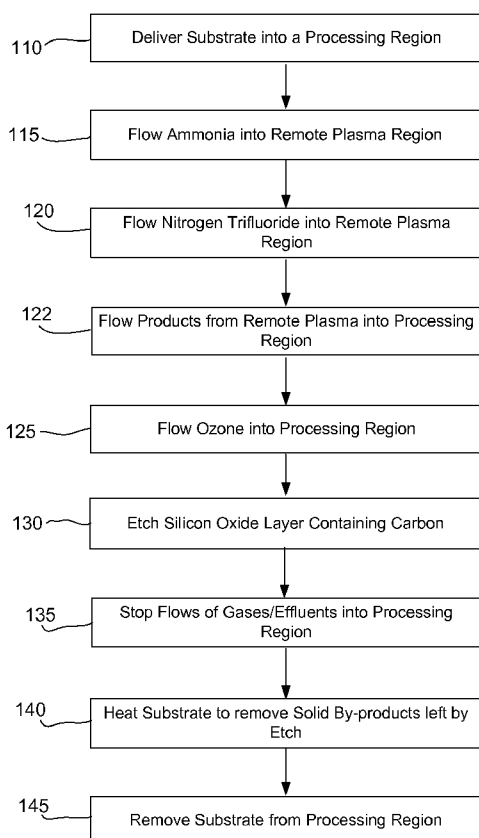 110
Deliver Substrate into a Processing Region
115
Flow Ammonia into Remote Plasma Region
120
Flow Nitrogen Trifluoride into Remote Plasma
Region
122
Flow Products from Remote Plasma into Processing
Region
125
Flow Ozone into Processing Region
130
Etch Silicon Oxide Layer Containing Carbon
135
Stop Flows of Gases/Effluents into Processing
Region
140
Heat Substrate to remove Solid By-products left by
Etch
145
Remove Substrate from Processing Region